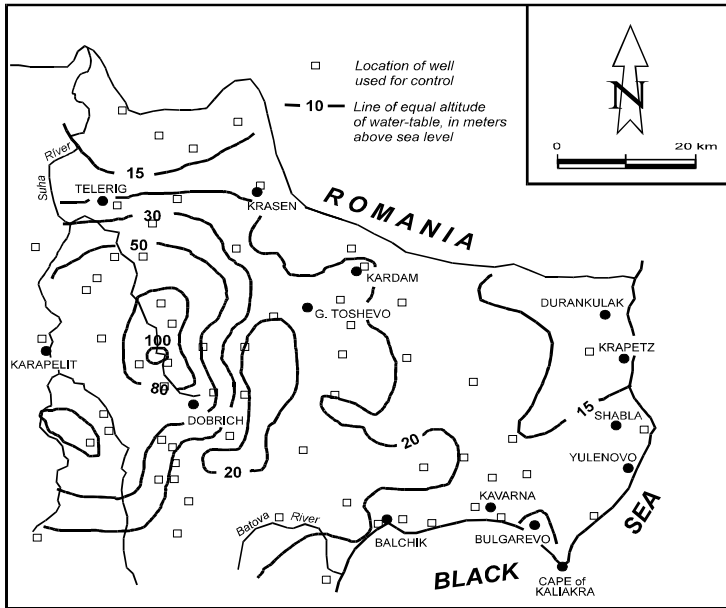 Location of well
used for control
10
Line of equal altitude
of water-table, in meters
above sea level
N
0 20 km
River
Suha
15
TELERIG
KRASEN
ROMANIA
30
50
KARDAM
G. TOSHEVO
DURANKULAK
100
KARAPELIT
KRAPETZ
80
DOBRICH
15
SHABLA
20
20
YULENOVO
KAVARNA
Batova River
BALCHIK
BULGAREVO
BLACK SEA
CAPE of
KALIAKRA